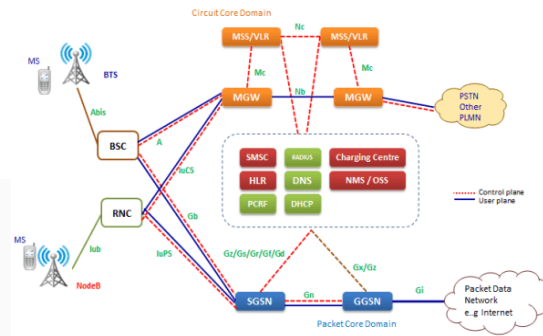 Circuit Core Domain
MSS/VLR
Nc
MSS/VLR
MS
BTS
Mc
Mc
MGW
Nb
MGW
PSTN
Other
PLMN
Abis
A
BSC
IuCS
SMSC
RADIUS
Charging Centre
HLR
DNS
NMS / OSS
PCRF
DHCP
Control plane
User plane
RNC
Gb
Iub
IuPS
MS
NodeB
Gz/Gs/Gr/Gf/Gd
Gx/Gz
SGSN
Gn
GGSN
Gi
Packet Data
Network
e..g Internet
Packet Core Domain